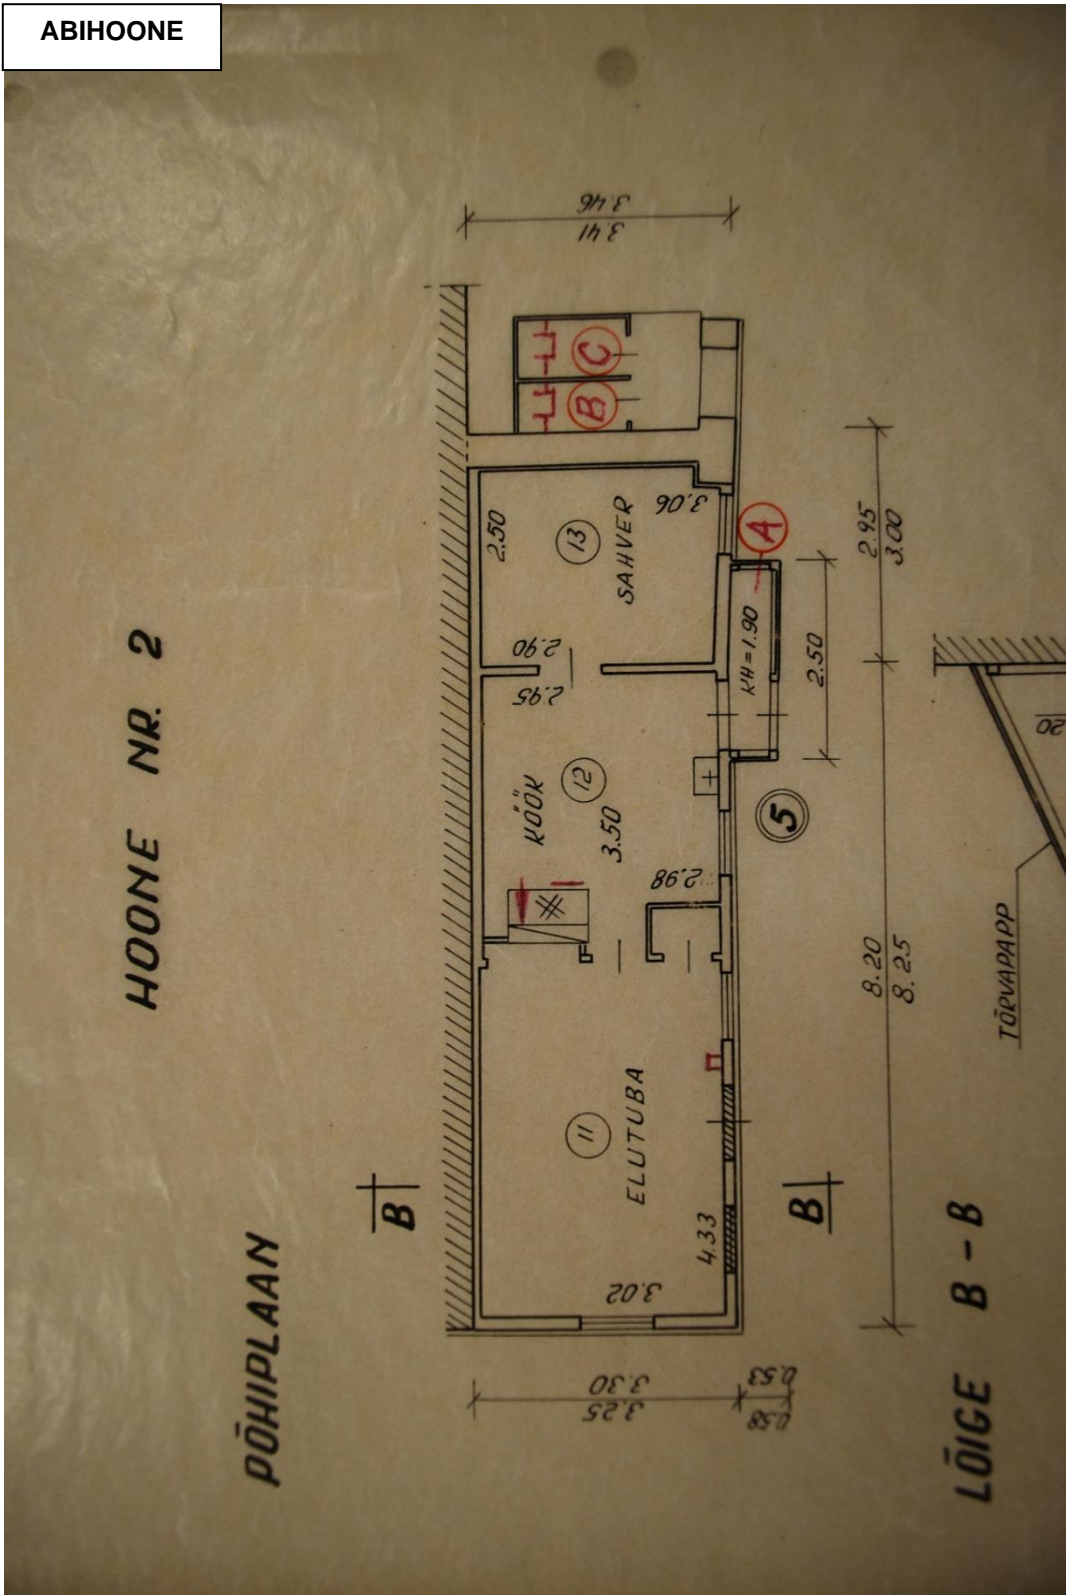 ABIHOONE
HOONE NR. 2
PÕHIPLAAN
3.46
3.41
C
B
13
SAHVER
2.50
3.06
2.90
A
KH=1.90
2.50
2.95
3.00
2.95
KÖÖK
12
3.50
2.98
5
11
ELUTUBA
4.33
3.02
B
B
8.20
8.25
3.30
3.25
0.53
0.58
TÕRVAPAPP
20
LÕIGE B - B